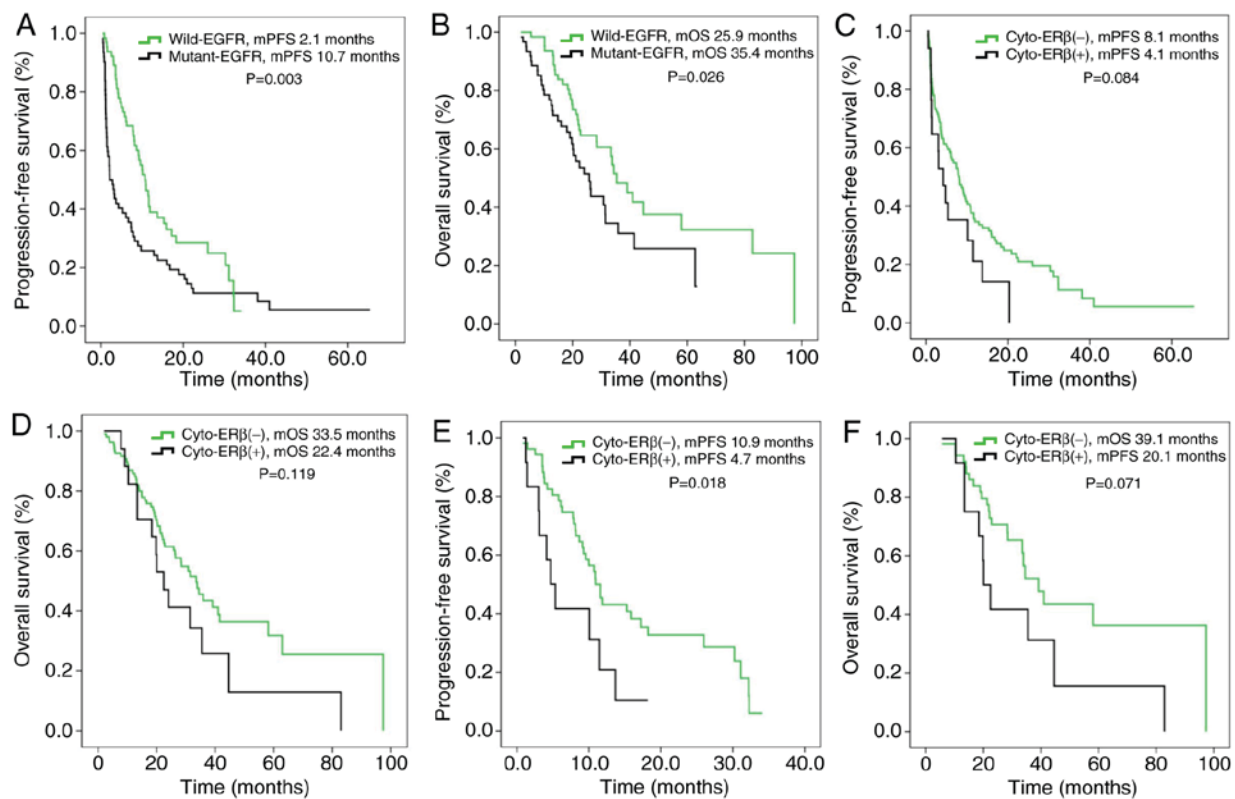 A
Wild-EGFR, mPFS 2.1 months
Mutant-EGFR, mPFS 10.7 months
P=0.003
Progression-free survival (%)
1.0
0.8
0.6
0.4
0.2
0.0
0.0 20.0 40.0 60.0
Time (months)
B
Wild-EGFR, mOS 25.9 months
Mutant-EGFR, mOS 35.4 months
P=0.026
Overall survival (%)
1.0
0.8
0.6
0.4
0.2
0.0
0 20 40 60 80 100
Time (months)
C
Cyto-ERβ(−), mPFS 8.1 months
Cyto-ERβ(+), mPFS 4.1 months
P=0.084
Progression-free survival (%)
1.0
0.8
0.6
0.4
0.2
0.0
0.0 20.0 40.0 60.0
Time (months)
D
Cyto-ERβ(−), mOS 33.5 months
Cyto-ERβ(+), mOS 22.4 months
P=0.119
Overall survival (%)
1.0
0.8
0.6
0.4
0.2
0.0
0 20 40 60 80 100
Time (months)
E
Cyto-ERβ(−), mPFS 10.9 months
Cyto-ERβ(+), mPFS 4.7 months
P=0.018
Progression-free survival (%)
1.0
0.8
0.6
0.4
0.2
0.0
0.0 10.0 20.0 30.0 40.0
Time (months)
F
Cyto-ERβ(−), mOS 39.1 months
Cyto-ERβ(+), mPFS 20.1 months
P=0.071
Overall survival (%)
1.0
0.8
0.6
0.4
0.2
0.0
0 20 40 60 80 100
Time (months)